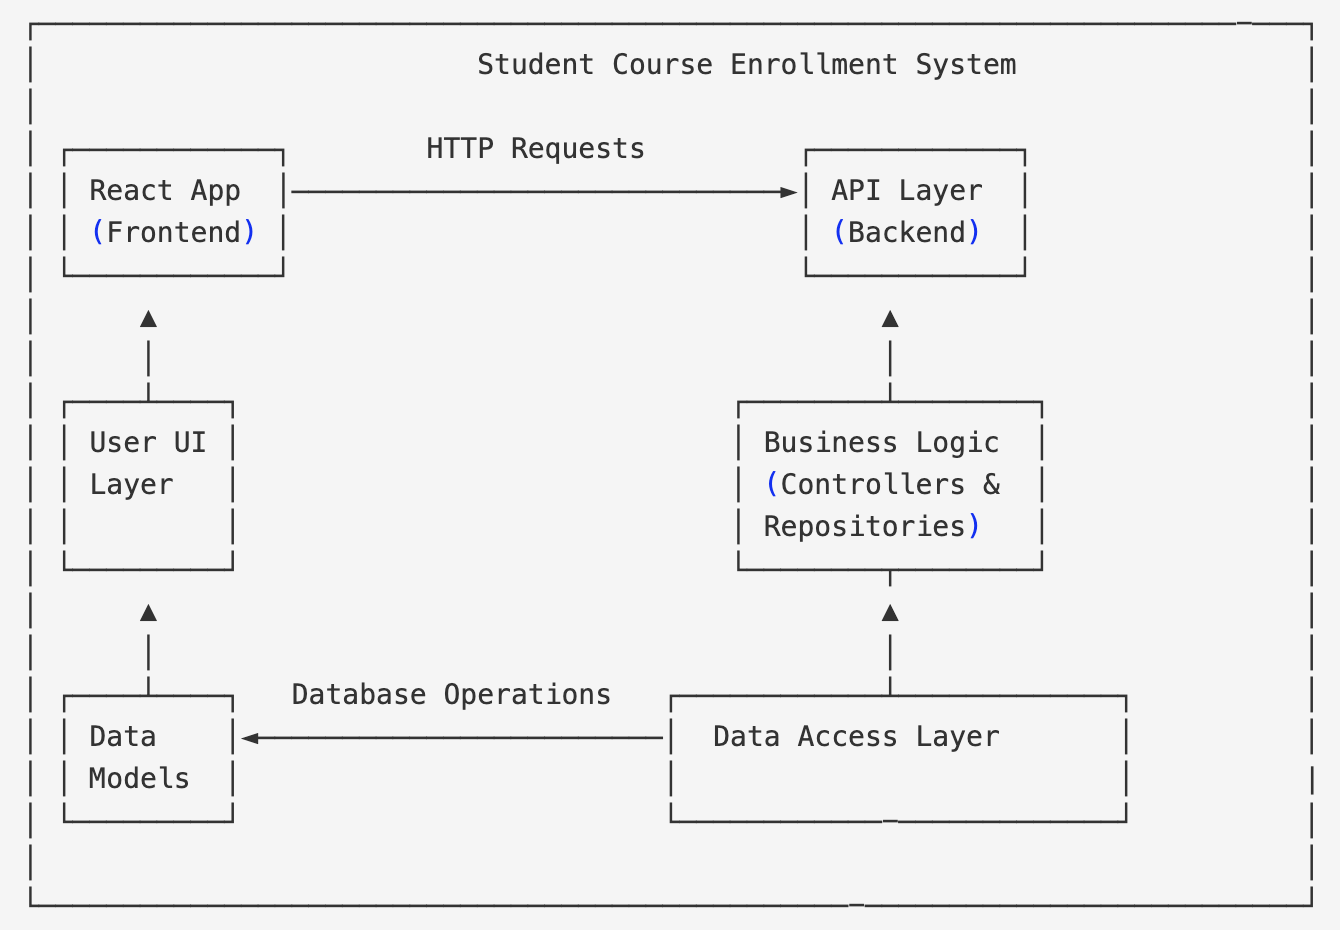 Student Course Enrollment System
HTTP Requests
React App
(Frontend)
API Layer
(Backend)
User UI
Layer
Business Logic
(Controllers &
Repositories)
Database Operations
Data
Models
Data Access Layer